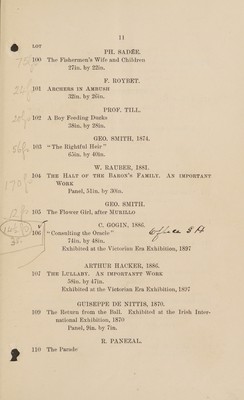 11
LOT
PH. SADÉE.
100 The Fishermen's Wife and Children
27in. by 22in.
F. ROYBET.
101 ARCHERS IN AMBUSH
32in. by 26in.
PROF. TILL.
102 A Boy Feeding Ducks
38in. by 28in.
GEO. SMITH, 1874.
103 "The Rightful Heir"
65in. by 40in.
W. RAUBER, 1881.
104 THE HALT OF THE BARON'S FAMILY. AN IMPORTANT
WORK
Panel, 51in. by 30in.
GEO. SMITH.
105 The Flower Girl, after MURILLO
C. GOGIN, 1886.
106 "Consulting the Oracle"
74in. by 48in.
Exhibited at the Victorian Era Exhibition, 1897
ARTHUR HACKER, 1886.
107 THE LULLABY. AN IMPORTANTT WORK
58in. by 47in.
Exhibited at the Victorian Era Exhibition, 1897
GUISEPPE DE NITTIS, 1870.
109 The Return from the Ball. Exhibited at the Irish Inter-
national Exhibition, 1870
Panel, 9in. by 7in.
R. PANEZAL.
110 The Parade